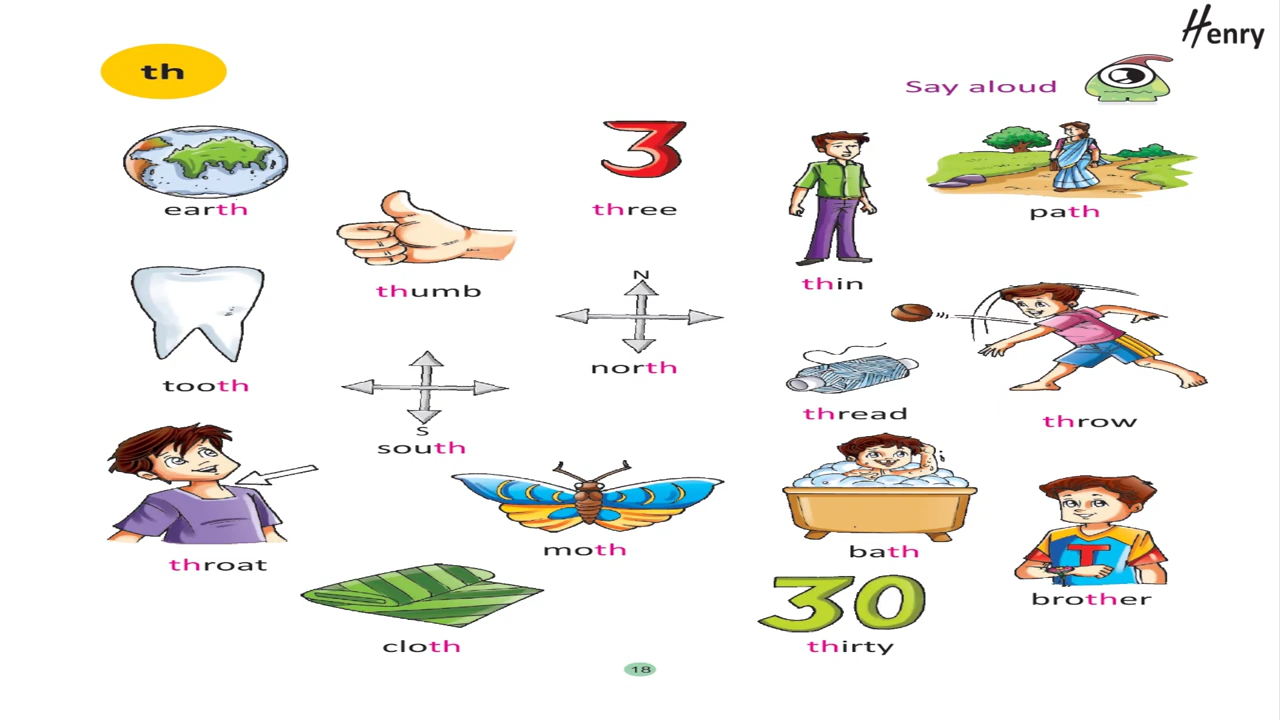 Henry
th
Say aloud
earth
three
path
thumb
thin
N
north
tooth
thread
throw
S
south
throat
moth
bath
T
brother
30
cloth
thirty
3
18